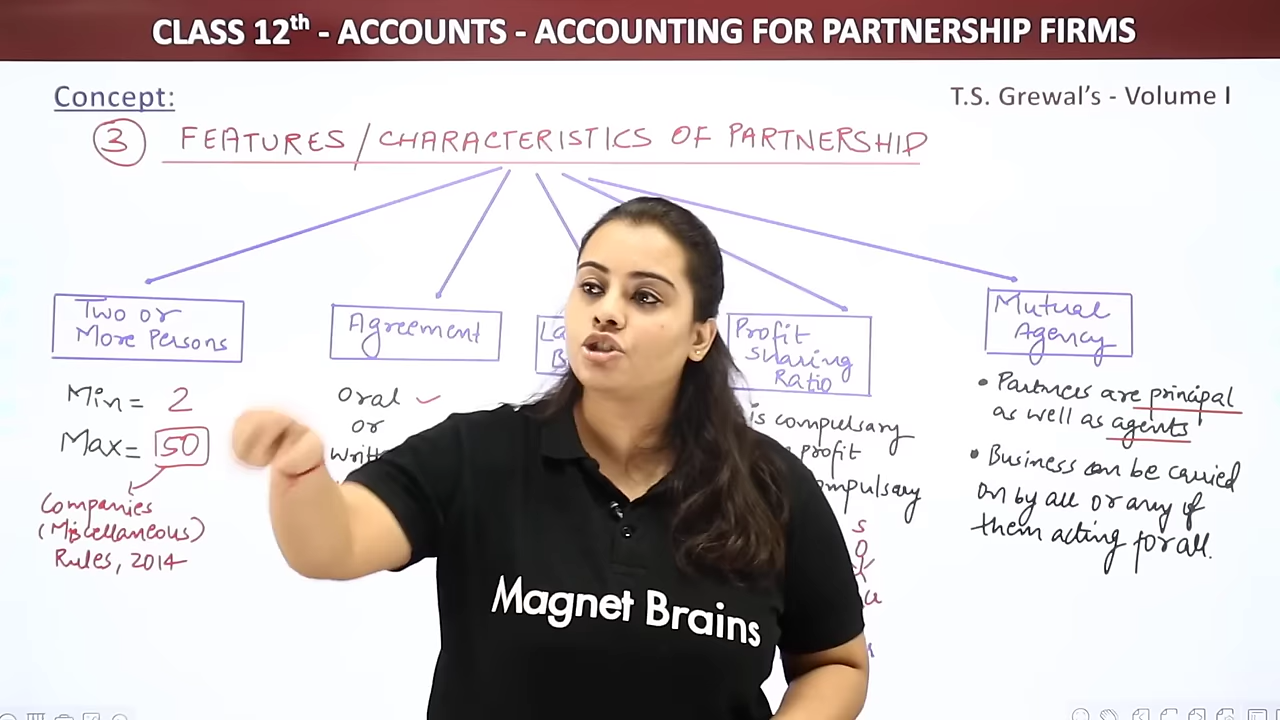 CLASS 12th - ACCOUNTS - ACCOUNTING FOR PARTNERSHIP FIRMS
Concept:
T.S. Grewal's - Volume I
3 FEATURES / CHARACTERISTICS OF PARTNERSHIP
Two or
More Persons
Min = 2
Max = 50
Companies
(Miscellaneous)
Rules, 2014
Agreement
Oral ✓
or
Profit
Sharing
Ratio
is compulsary
profit
Mutual
Agency
• Partners are principal
as well as agents
• Business can be carried
on by all or any of
them acting for all.
Magnet Brains